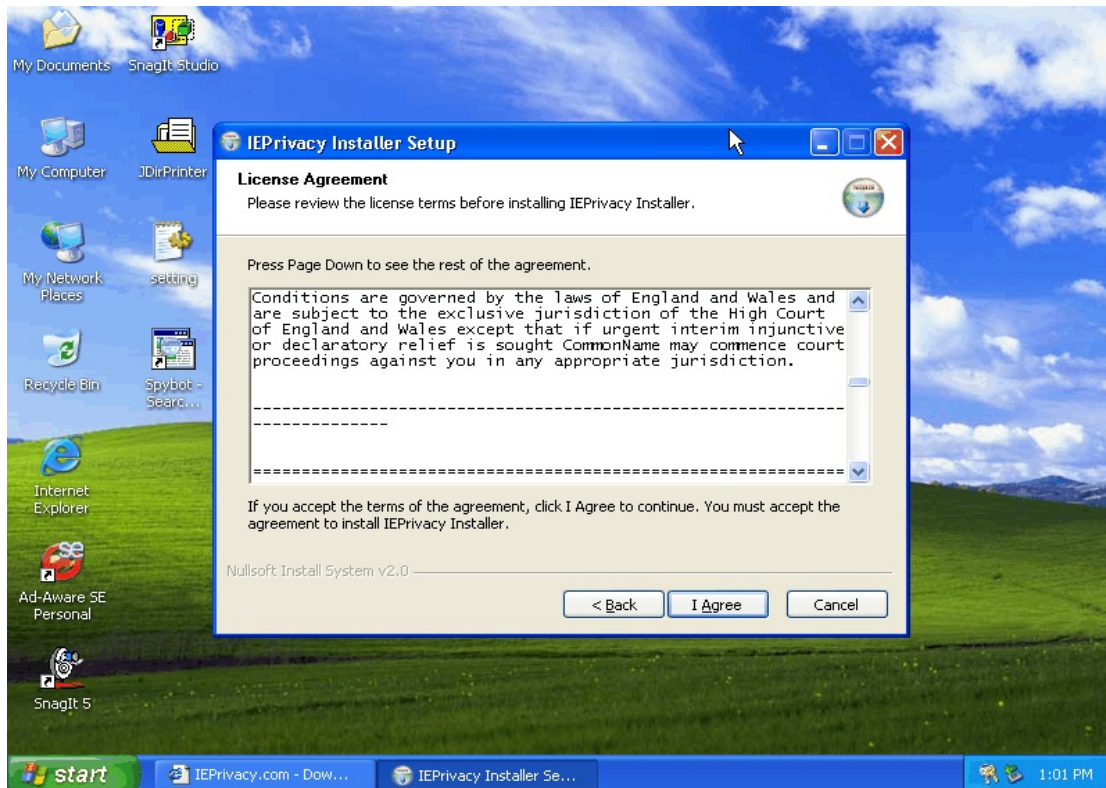 My Documents
SnagIt Studio
My Computer
JDirPrinter
My Network
Places
setting
Recycle Bin
Spybot -
Searc...
Internet
Explorer
Ad-Aware SE
Personal
SnagIt 5
IEPrivacy Installer Setup
License Agreement
Please review the license terms before installing IEPrivacy Installer.
Press Page Down to see the rest of the agreement.
Conditions are governed by the laws of England and Wales and
are subject to the exclusive jurisdiction of the High Court
of England and Wales except that if urgent interim injunctive
or declaratory relief is sought CommonName may commence court
proceedings against you in any appropriate jurisdiction.
If you accept the terms of the agreement, click I Agree to continue. You must accept the
agreement to install IEPrivacy Installer.
Nullsoft Install System v2.0
< Back
I Agree
Cancel
start
IEPrivacy.com - Dow...
IEPrivacy Installer Se...
1:01 PM